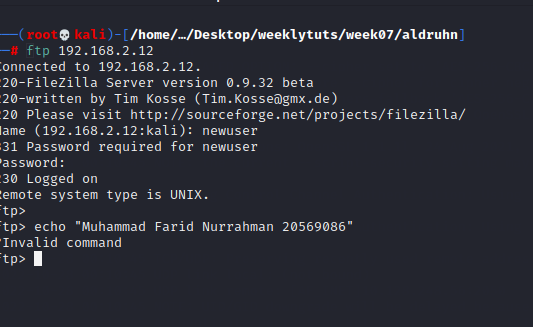 ──(root💀kali)-[/home/…/Desktop/weeklytuts/week07/aldruhn]
─# ftp 192.168.2.12
Connected to 192.168.2.12.
220-FileZilla Server version 0.9.32 beta
220-written by Tim Kosse (Tim.Kosse@gmx.de)
220 Please visit http://sourceforge.net/projects/filezilla/
Name (192.168.2.12:kali): newuser
331 Password required for newuser
Password:
230 Logged on
Remote system type is UNIX.
ftp>
ftp> echo "Muhammad Farid Nurrahman 20569086"
?Invalid command
ftp>